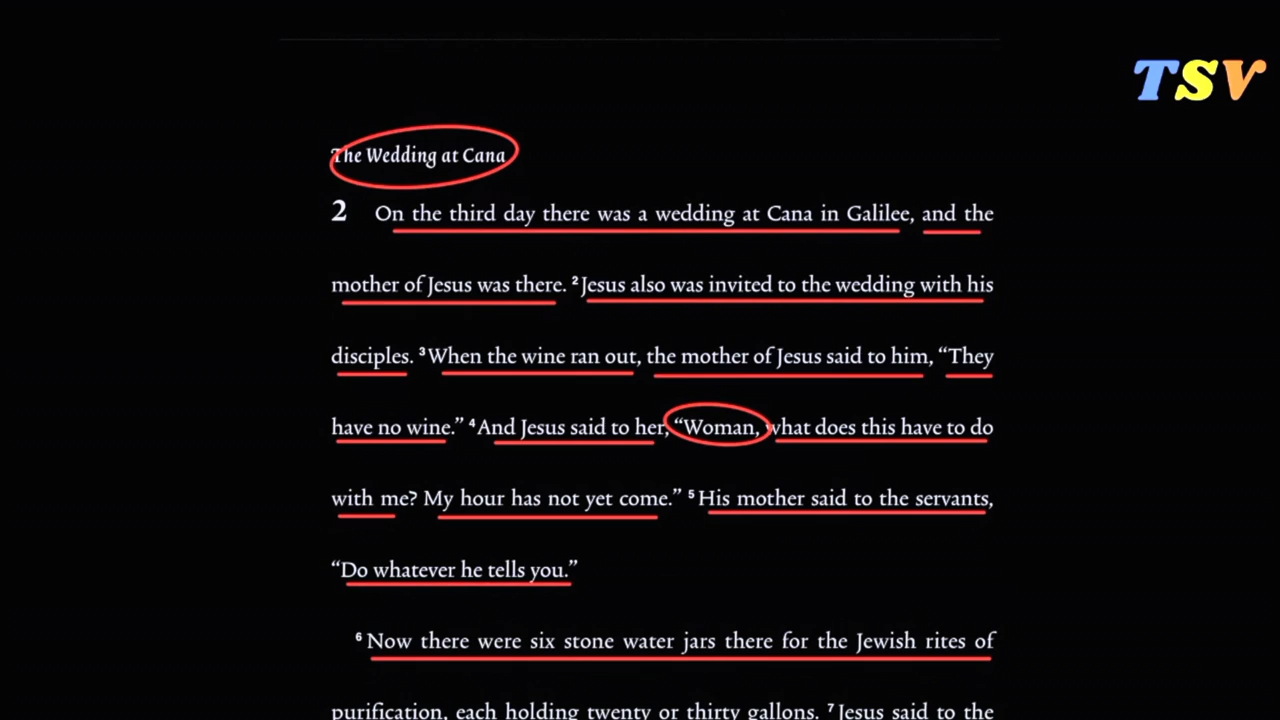 TSV
The Wedding at Cana
2 On the third day there was a wedding at Cana in Galilee, and the
mother of Jesus was there. ²Jesus also was invited to the wedding with his
disciples. ³When the wine ran out, the mother of Jesus said to him, “They
have no wine.” ⁴And Jesus said to her, “Woman, what does this have to do
with me? My hour has not yet come.” ⁵His mother said to the servants,
“Do whatever he tells you.”
⁶Now there were six stone water jars there for the Jewish rites of
purification, each holding twenty or thirty gallons. ⁷Jesus said to the